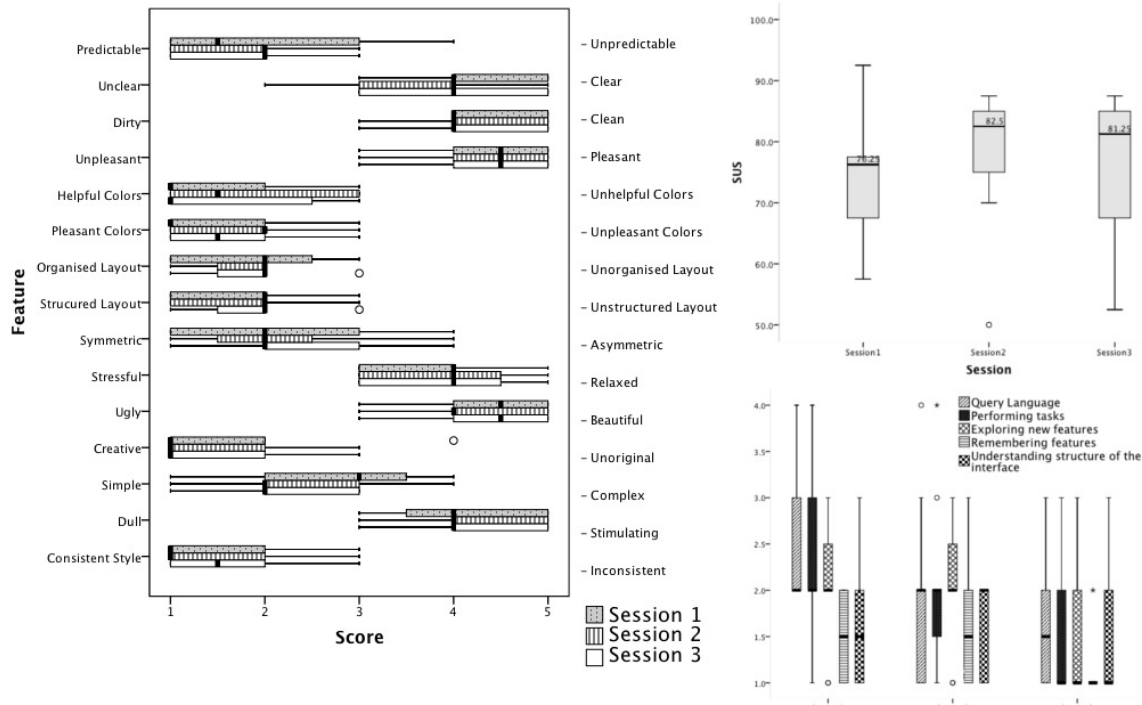 Feature
Predictable
Unclear
Dirty
Unpleasant
Helpful Colors
Pleasant Colors
Organised Layout
Strucured Layout
Symmetric
Stressful
Ugly
Creative
Simple
Dull
Consistent Style
1 2 3 4 5
Score
- Unpredictable
- Clear
- Clean
- Pleasant
- Unhelpful Colors
- Unpleasant Colors
- Unorganised Layout
- Unstructured Layout
- Asymmetric
- Relaxed
- Beautiful
- Unoriginal
- Complex
- Stimulating
- Inconsistent
Session 1
Session 2
Session 3
SUS
100.0
90.0
80.0
70.0
60.0
50.0
76.25
82.5
81.25
Session1 Session2 Session3
Session
4.0
3.5
3.0
2.5
2.0
1.5
1.0
Query Language
Performing tasks
Exploring new features
Remembering features
Understanding structure of the
interface